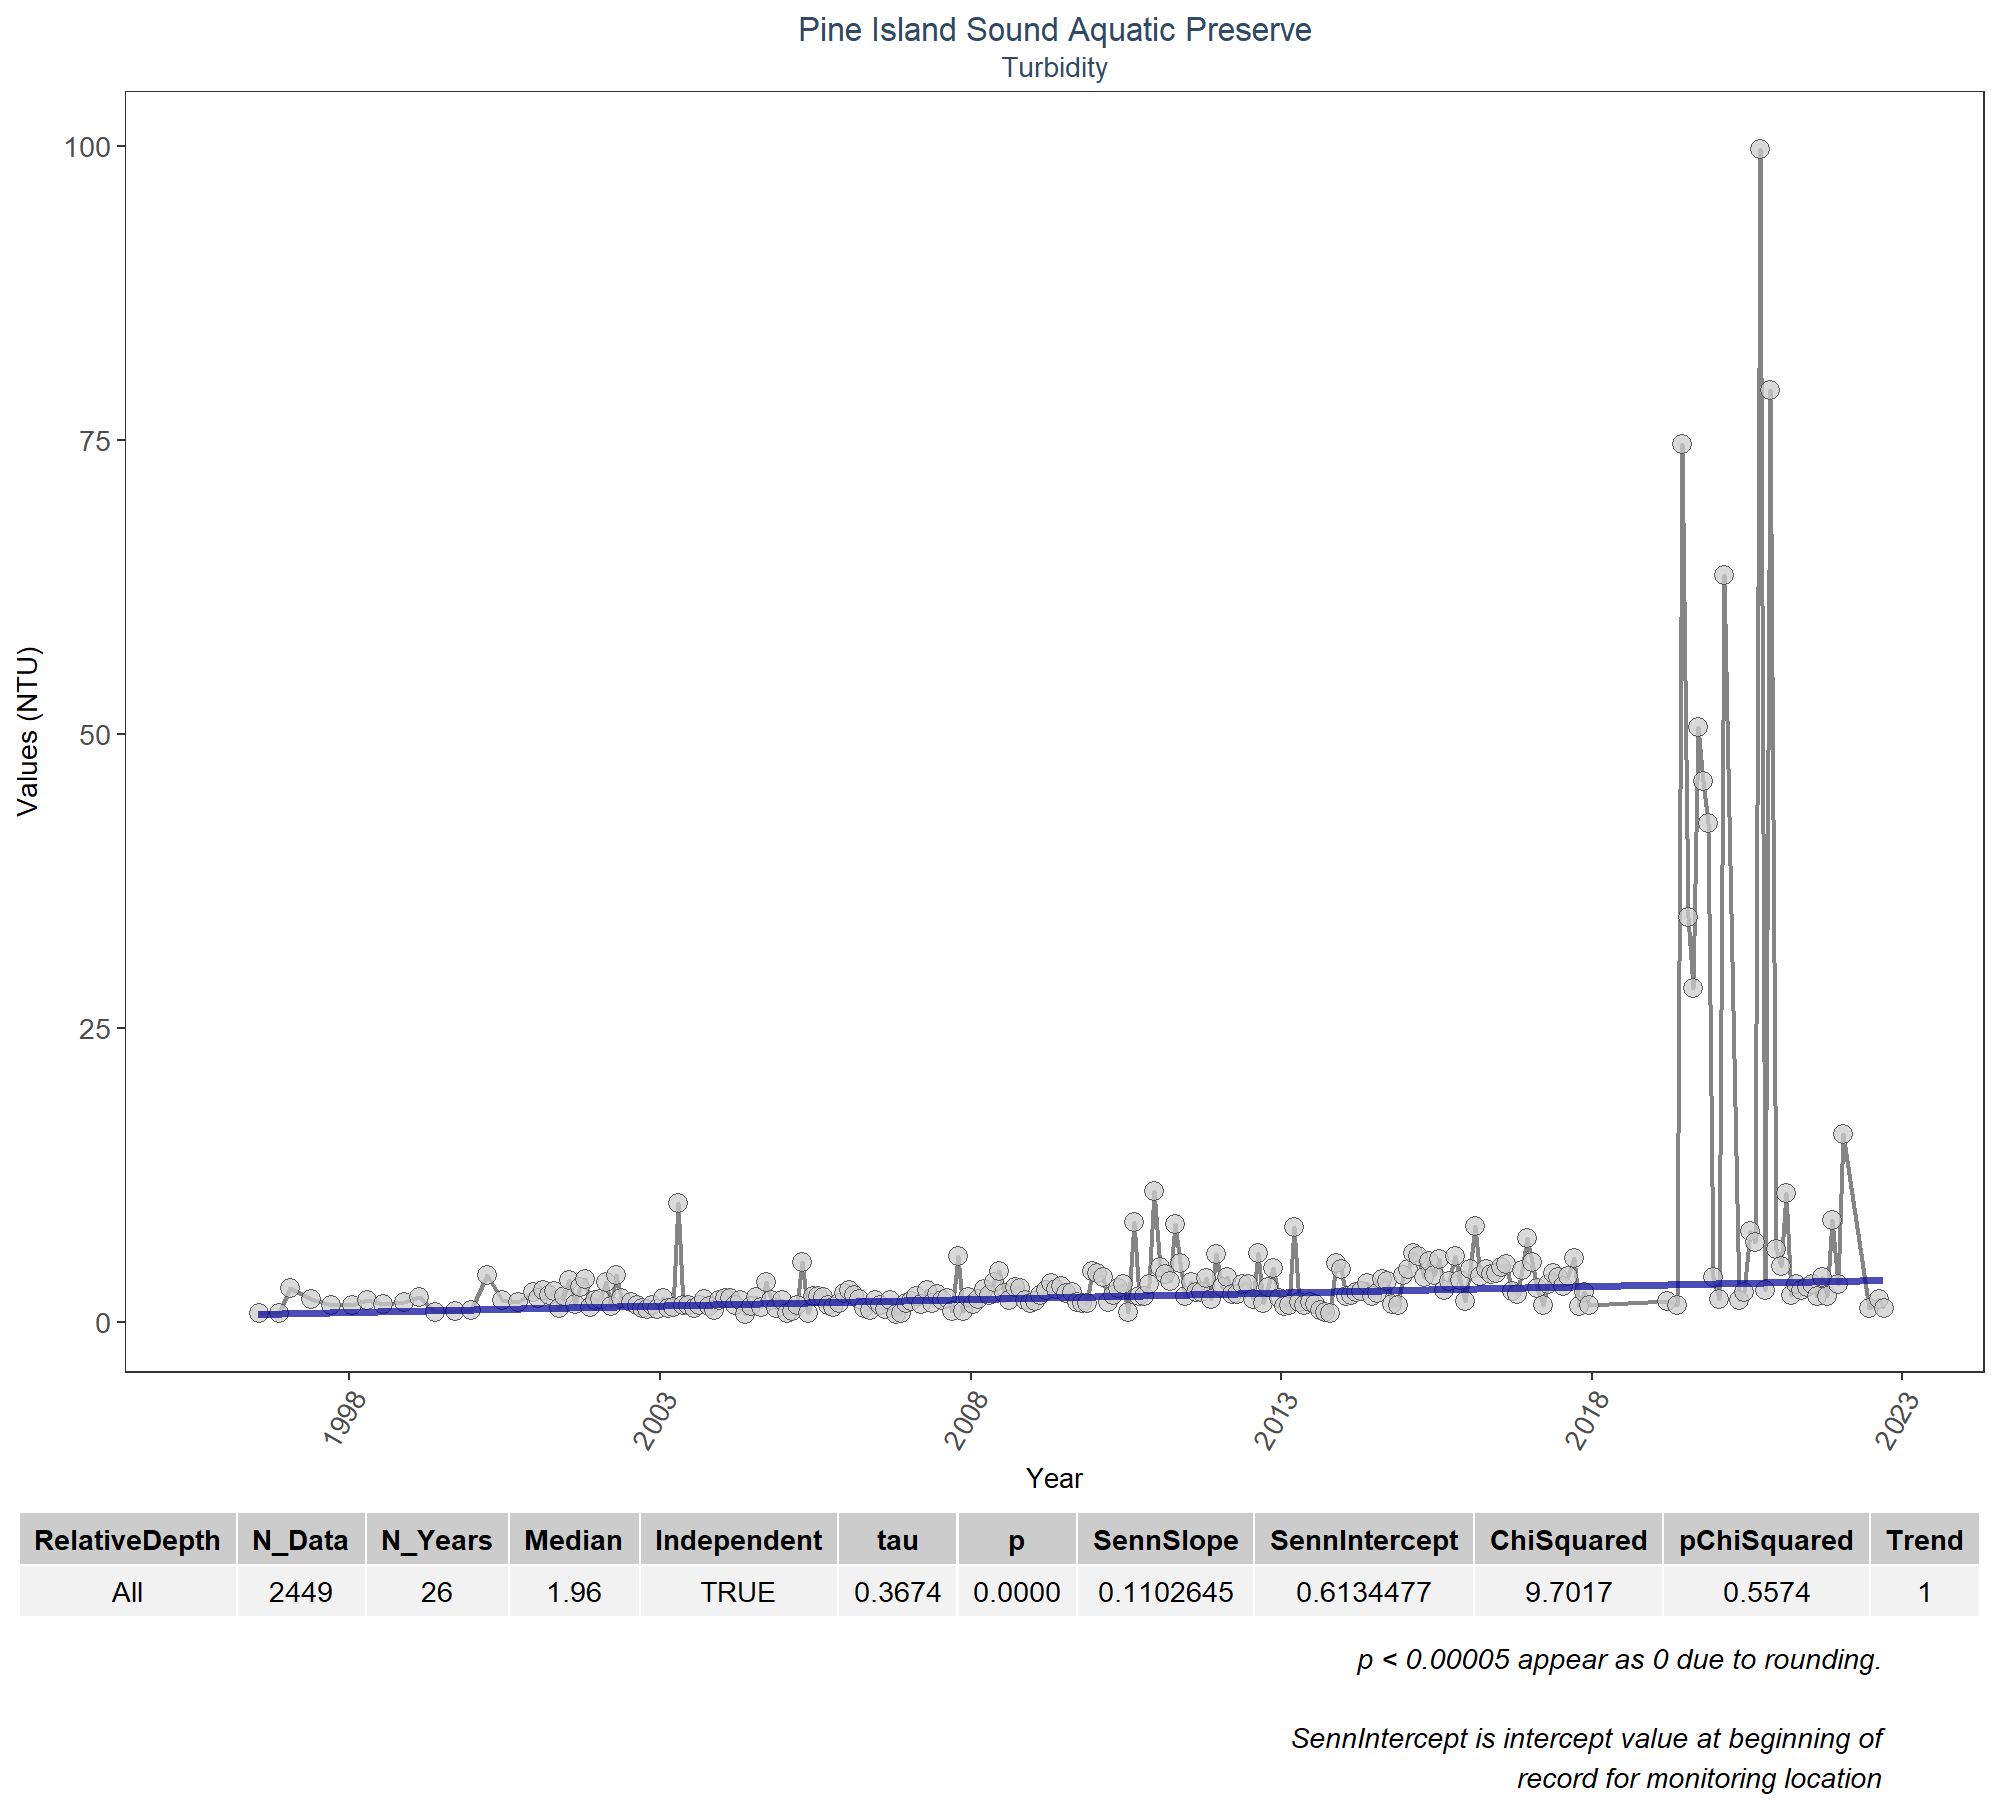 Pine Island Sound Aquatic Preserve
Turbidity
Values (NTU)
100
75
50
25
0
1998 2003 2008 2013 2018 2023
Year
RelativeDepth N_Data N_Years Median Independent tau p SennSlope SennIntercept ChiSquared pChiSquared Trend
All 2449 26 1.96 TRUE 0.3674 0.0000 0.1102645 0.6134477 9.7017 0.5574 1
p < 0.00005 appear as 0 due to rounding.
SennIntercept is intercept value at beginning of
record for monitoring location